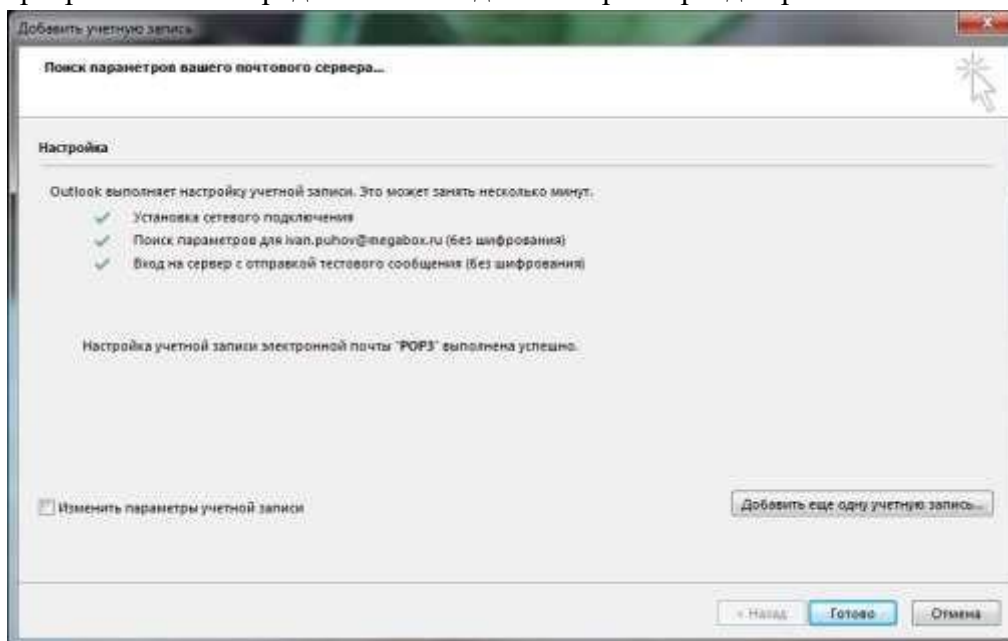 Добавить учетную запись
Поиск параметров вашего почтового сервера...
Настройка
Outlook выполняет настройку учетной записи. Это может занять несколько минут.
Установка сетевого подключения
Поиск параметров для ivan.puhov@megabox.ru (без шифрования)
Вход на сервер с отправкой тестового сообщения (без шифрования)
Настройка учетной записи электронной почты "POP3" выполнена успешно.
Изменить параметры учетной записи
Добавить еще одну учетную запись...
< Назад Готово Отмена